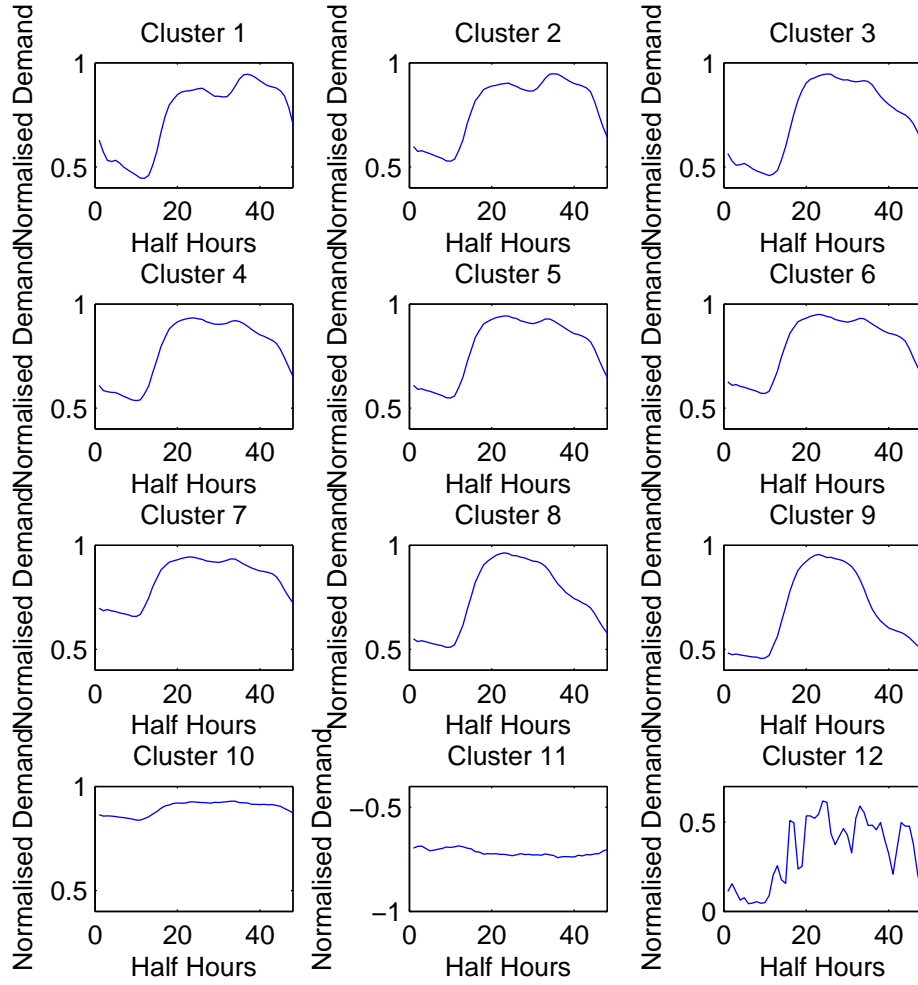 Cluster 1
Normalised Demand
1
0.5
0 20 40
Half Hours
Cluster 2
Normalised Demand
1
0.5
0 20 40
Half Hours
Cluster 3
Normalised Demand
1
0.5
0 20 40
Half Hours
Cluster 4
Normalised Demand
1
0.5
0 20 40
Half Hours
Cluster 5
Normalised Demand
1
0.5
0 20 40
Half Hours
Cluster 6
Normalised Demand
1
0.5
0 20 40
Half Hours
Cluster 7
Normalised Demand
1
0.5
0 20 40
Half Hours
Cluster 8
Normalised Demand
1
0.5
0 20 40
Half Hours
Cluster 9
Normalised Demand
1
0.5
0 20 40
Half Hours
Cluster 10
Normalised Demand
1
0.5
0 20 40
Half Hours
Cluster 11
Normalised Demand
−0.5
−1
0 20 40
Half Hours
Cluster 12
Normalised Demand
0.5
0
0 20 40
Half Hours